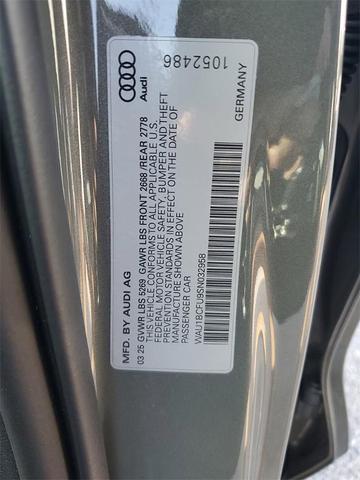 Audi
1052486
GERMANY
MFD. BY AUDI AG
03 25 GVWR LBS 5269 GAWR LBS FRONT 2668/REAR 2778
THIS VEHICLE CONFORMS TO ALL APPLICABLE U.S.
FEDERAL MOTOR VEHICLE SAFETY, BUMPER AND THEFT
PREVENTION STANDARDS IN EFFECT ON THE DATE OF
MANUFACTURE SHOWN ABOVE
PASSENGER CAR
WAU1BCFU9SN032958